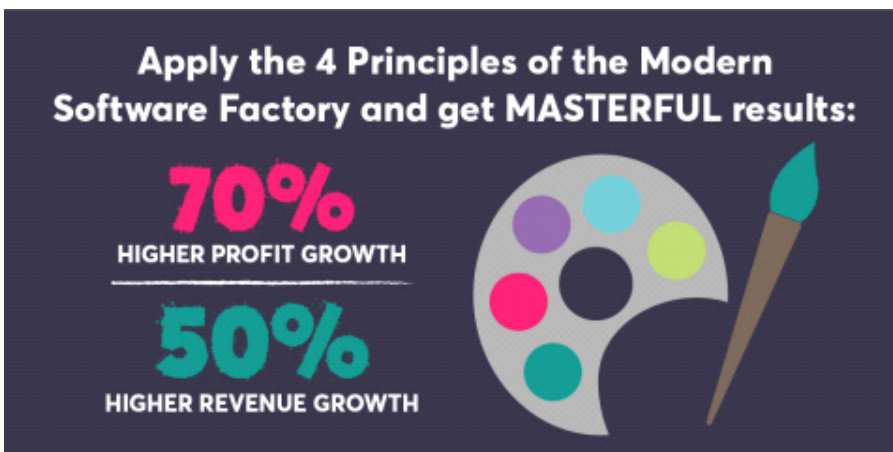 Apply the 4 Principles of the Modern
Software Factory and get MASTERFUL results:
70%
HIGHER PROFIT GROWTH
50%
HIGHER REVENUE GROWTH